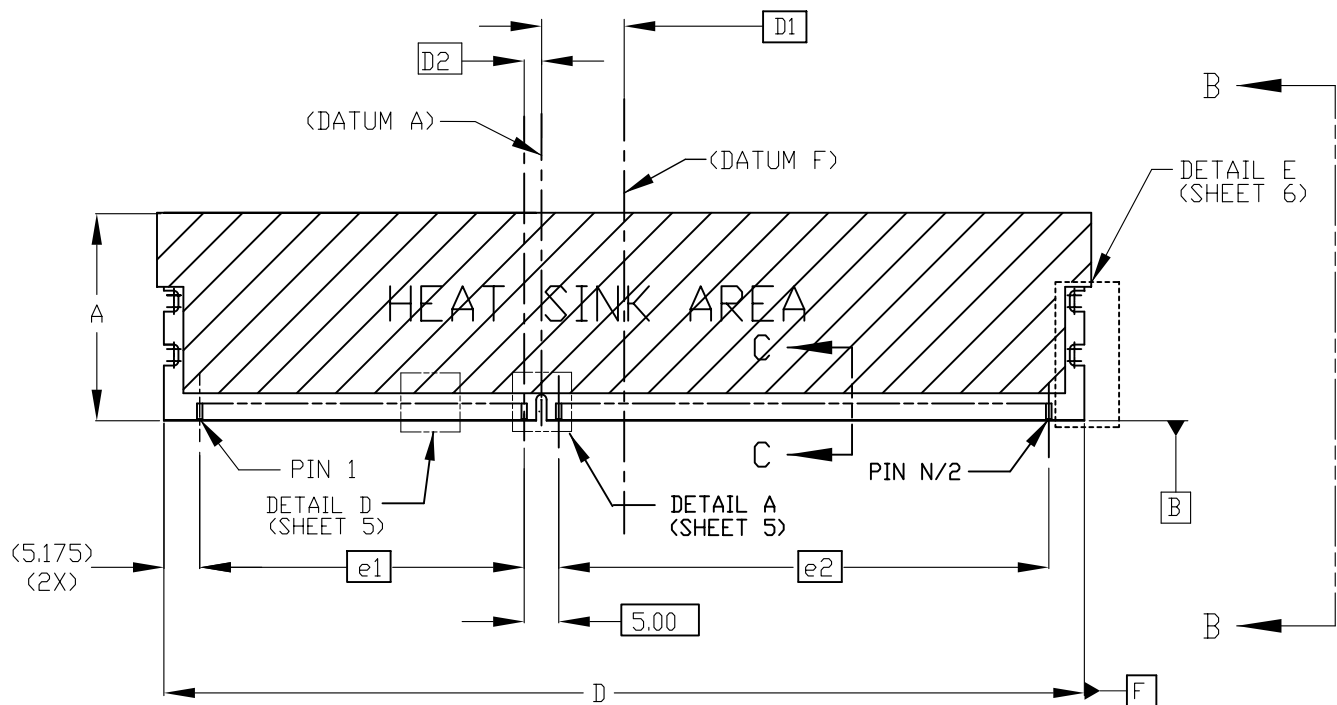 D1
D2
(DATUM A)
(DATUM F)
B
DETAIL E
(SHEET 6)
A
HEAT SINK AREA
C
C
PIN 1
PIN N/2
DETAIL D
(SHEET 5)
DETAIL A
(SHEET 5)
B
(5.175)
(2X)
e1
e2
5.00
B
D
F